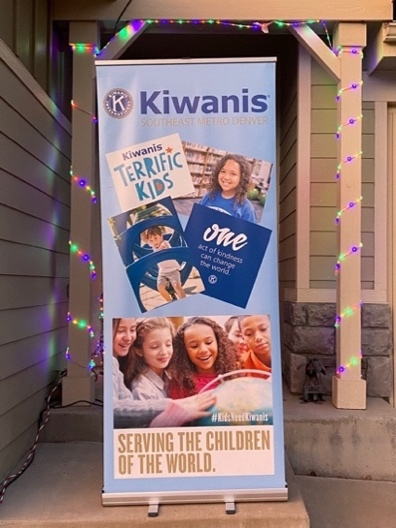 Kiwanis®
SOUTHEAST METRO DENVER
Kiwanis
TERRIFIC
KIDS
one
act of kindness
can change
the world.
#KidsNeedKiwanis
SERVING THE CHILDREN
OF THE WORLD.